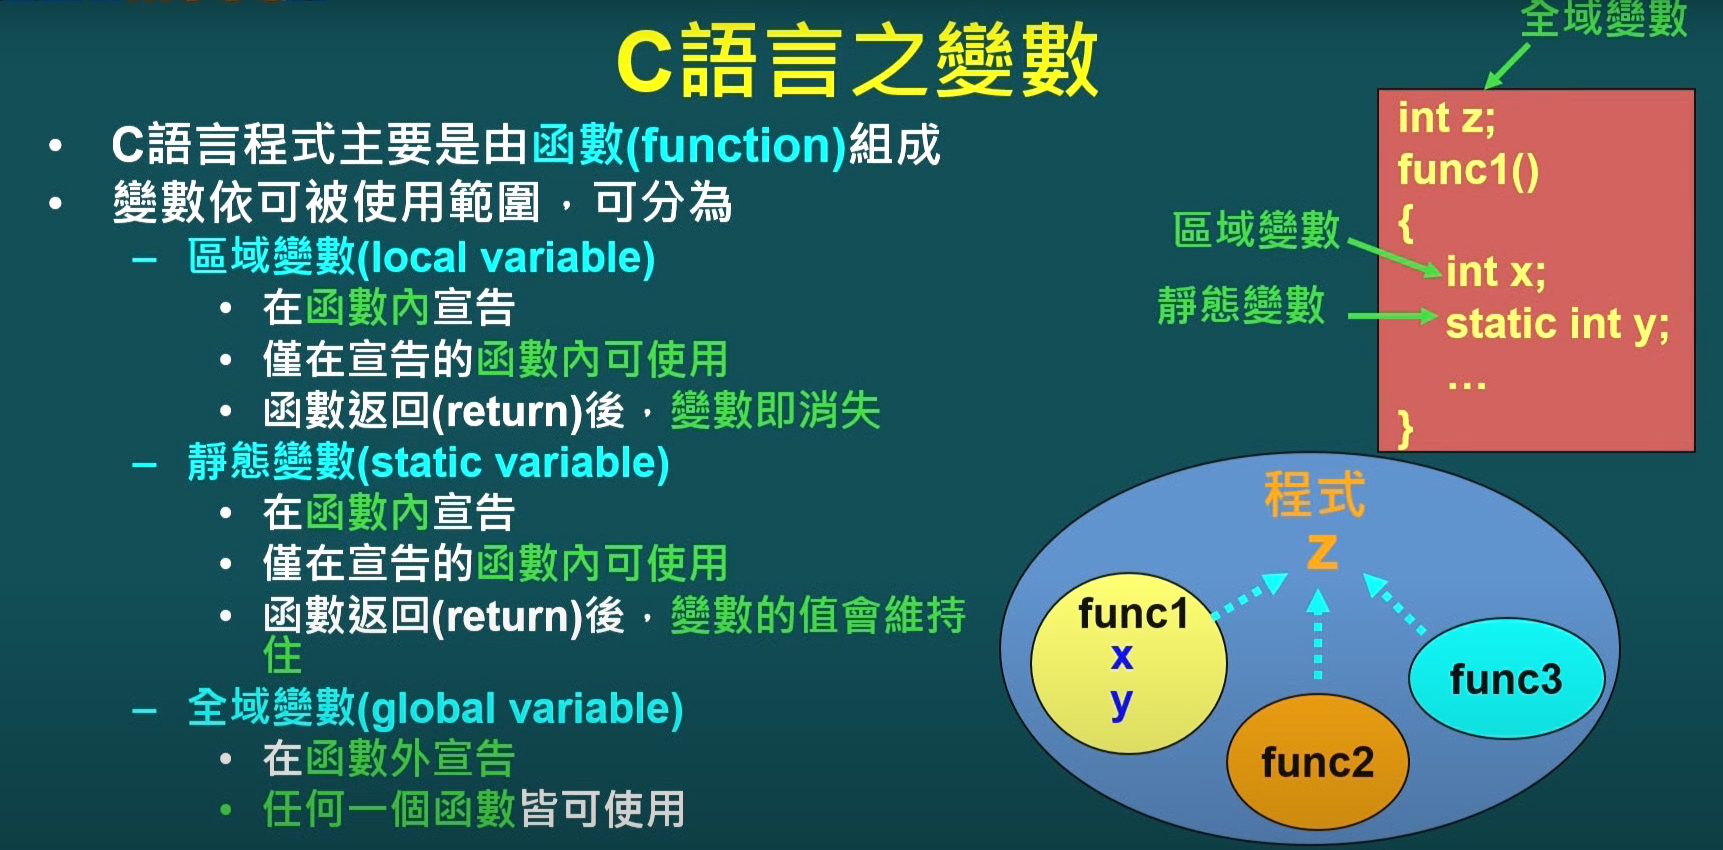 C語言之變數
• C語言程式主要是由函數(function)組成
• 變數依可被使用範圍，可分為
– 區域變數(local variable)
• 在函數內宣告
• 僅在宣告的函數內可使用
• 函數返回(return)後，變數即消失
– 靜態變數(static variable)
• 在函數內宣告
• 僅在宣告的函數內可使用
• 函數返回(return)後，變數的值會維持
住
– 全域變數(global variable)
• 在函數外宣告
• 任何一個函數皆可使用
全域變數
int z;
func1()
{
區域變數
int x;
靜態變數
static int y;
…
}
程式
z
func1
x
y
func2
func3